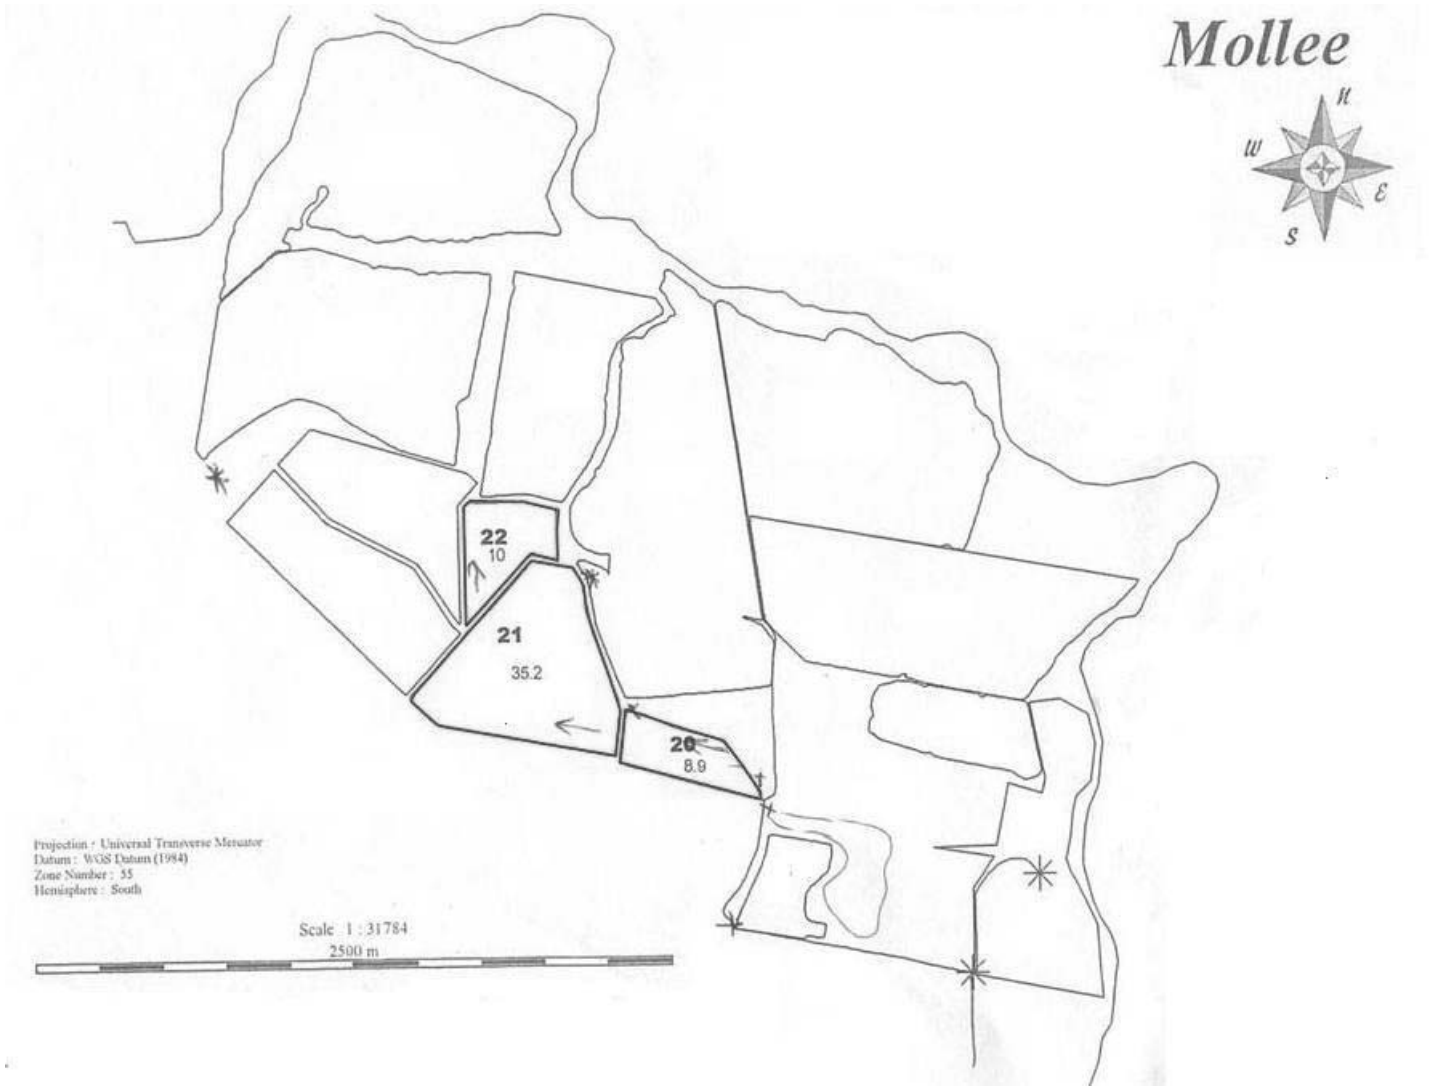 Mollee
N
W
E
S
22
10
21
35.2
20
8.9
Projection : Universal Transverse Mercator
Datum : WGS Datum (1984)
Zone Number : 55
Hemisphere : South
Scale 1 : 31784
2500 m